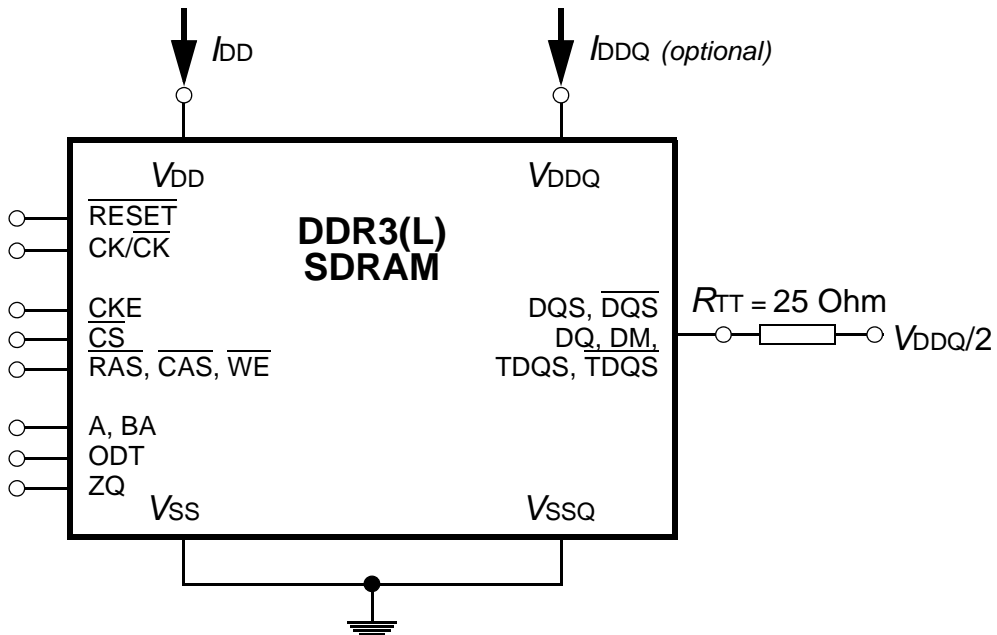 IDD
IDDQ (optional)
VDD
VDDQ
RESET
CK/CK
DDR3(L)
SDRAM
CKE
CS
RAS, CAS, WE
DQS, DQS
DQ, DM,
TDQS, TDQS
RTT = 25 Ohm
VDDQ/2
A, BA
ODT
ZQ
VSS
VSSQ